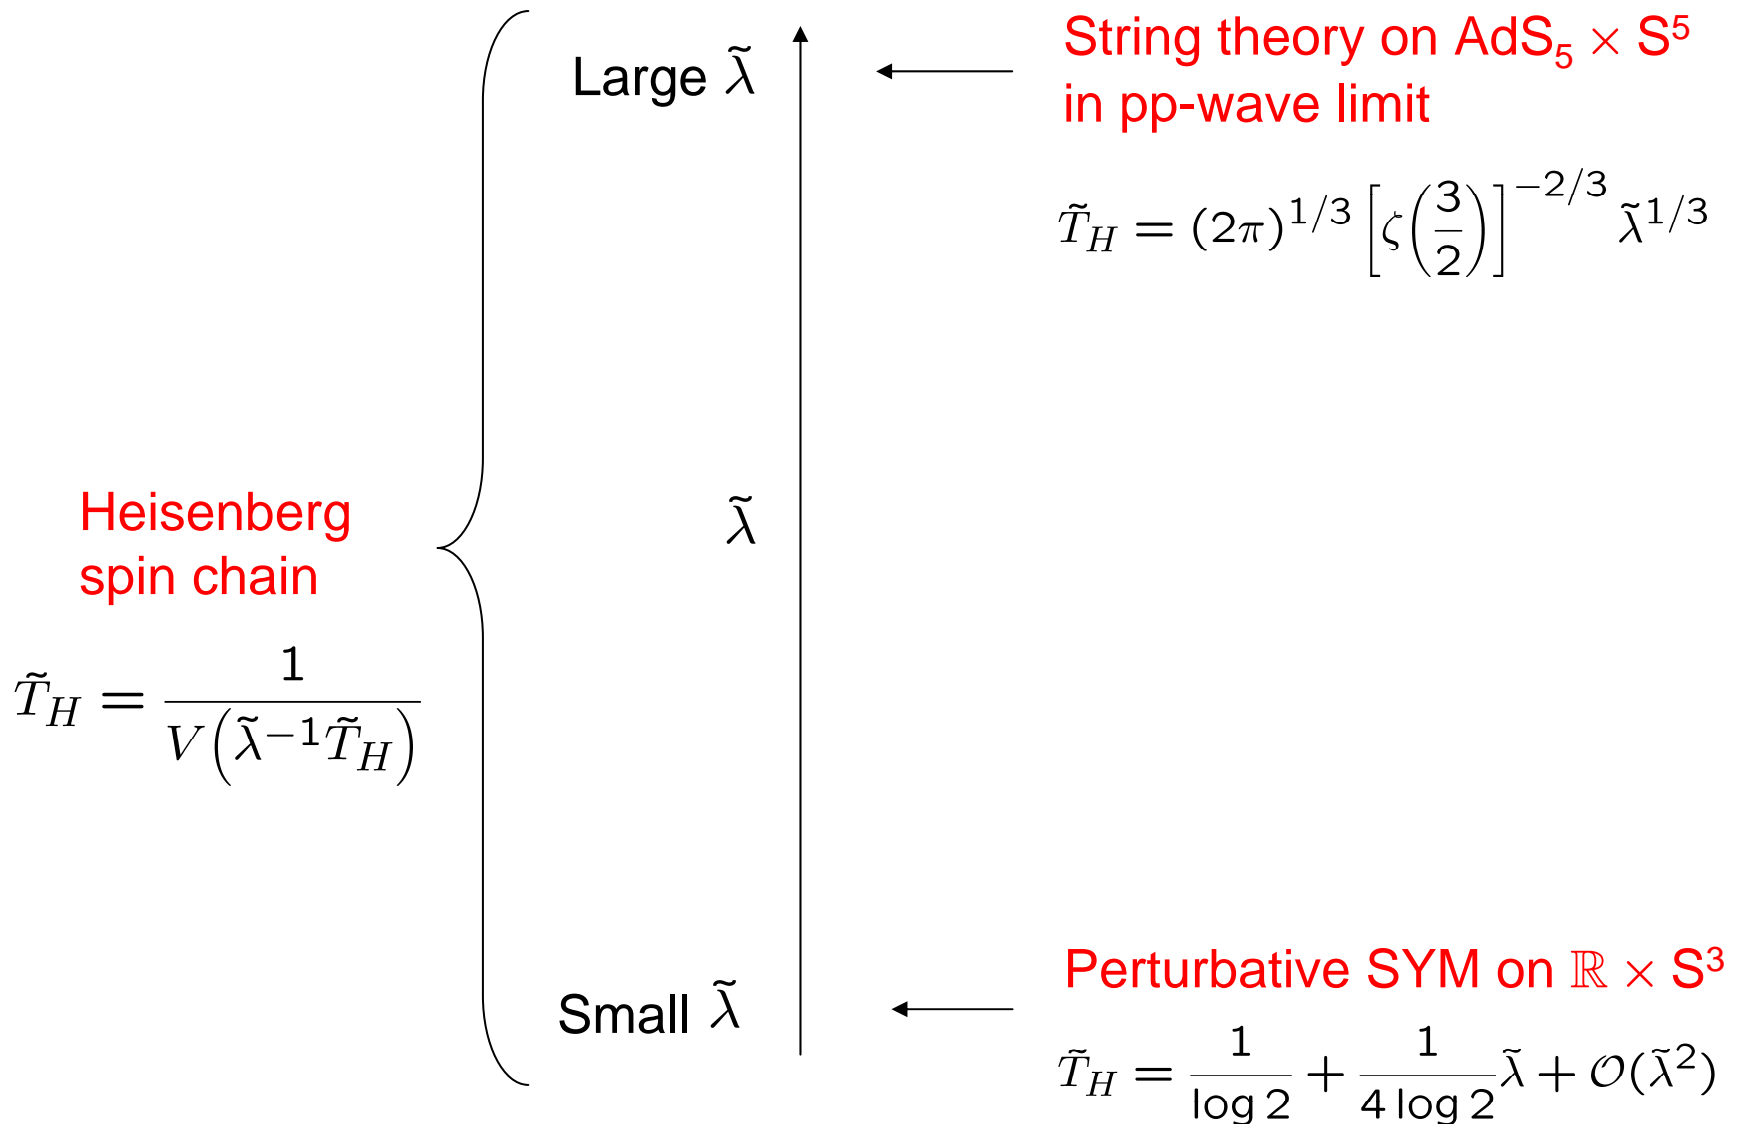 Large λ̃
String theory on AdS₅ × S⁵
in pp-wave limit
T̃_H = (2π)^{1/3} [ζ(3/2)]^{−2/3} λ̃^{1/3}
Heisenberg
spin chain
T̃_H = 1 / V(λ̃^{−1} T̃_H)
λ̃
Small λ̃
Perturbative SYM on ℝ × S³
T̃_H = 1/log 2 + 1/(4 log 2) λ̃ + 𝒪(λ̃²)